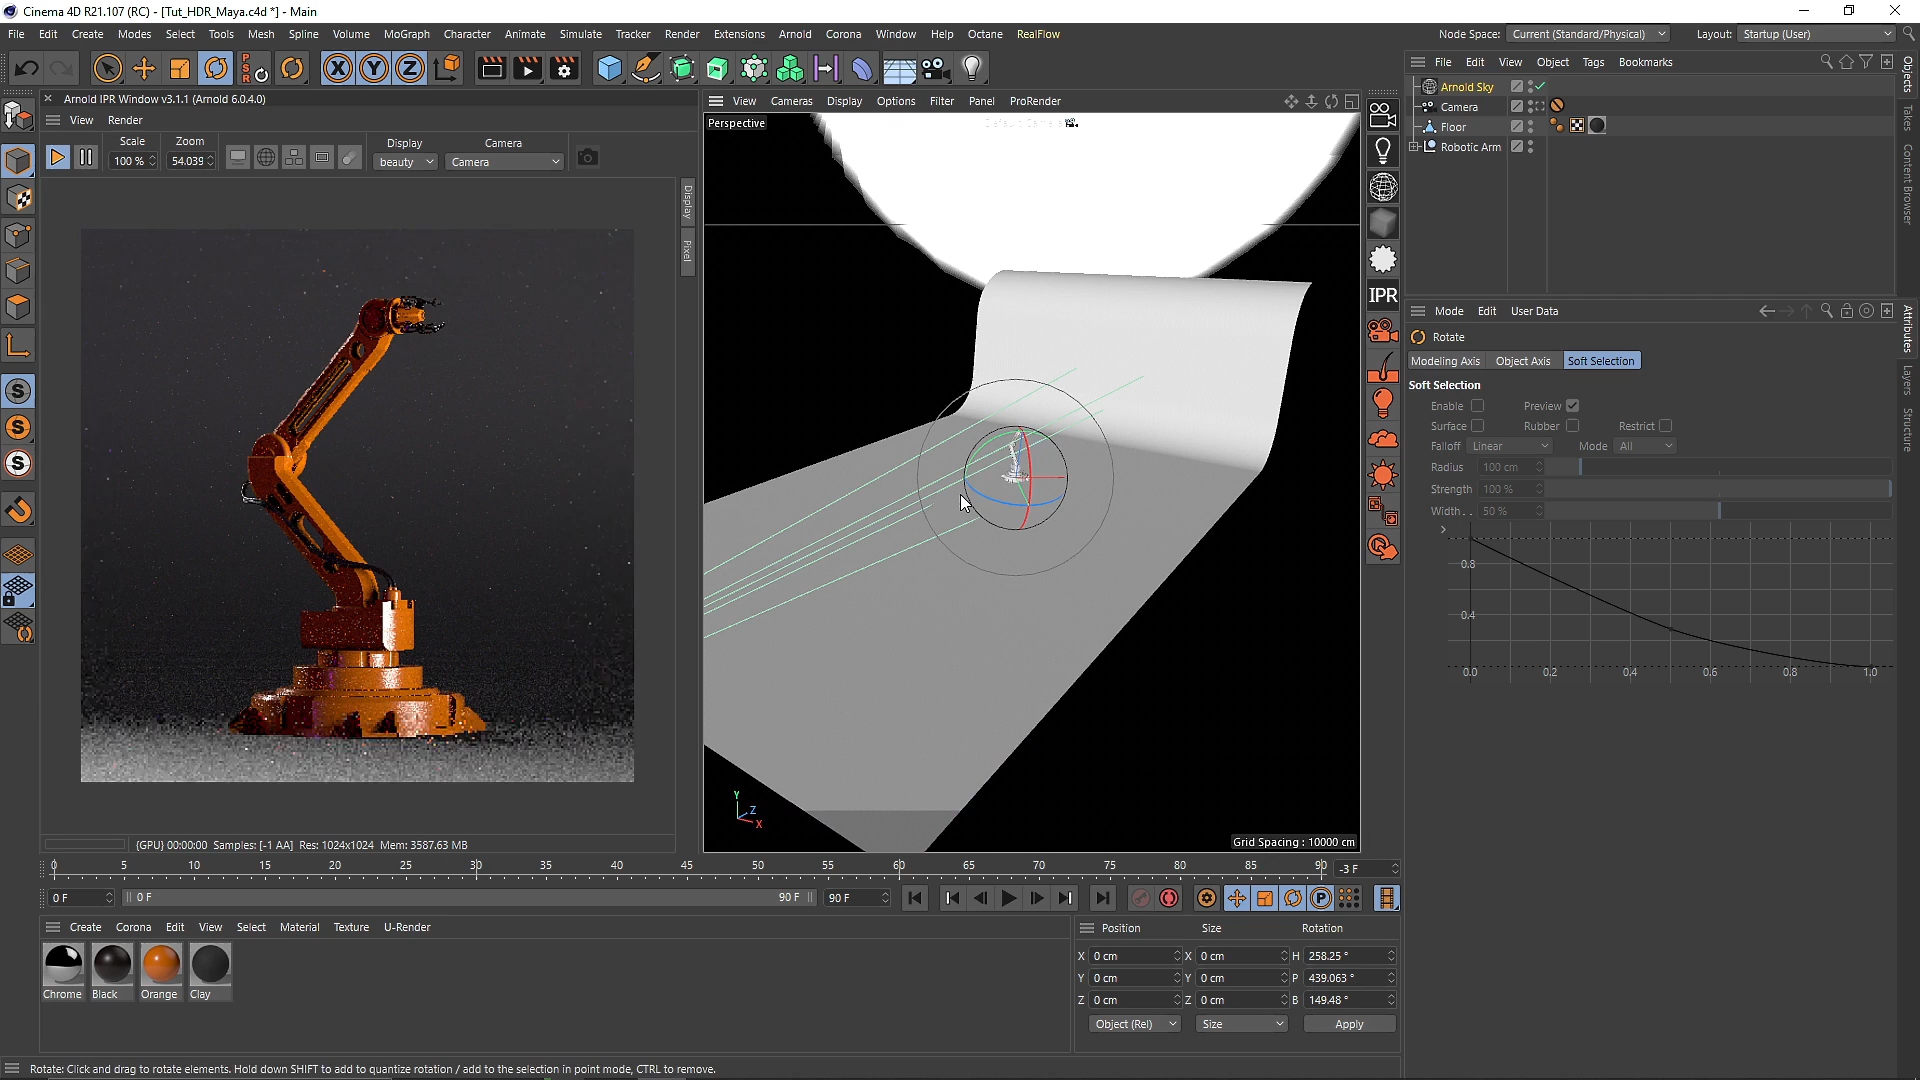 Cinema 4D R21.107 (RC) - [Tut_HDR_Maya.c4d *] - Main
File Edit Create Modes Select Tools Mesh Spline Volume MoGraph Character Animate Simulate Tracker Render Extensions Arnold Corona Window Help Octane RealFlow
Node Space: Current (Standard/Physical) Layout: Startup (User)
PSR X Y Z
File Edit View Object Tags Bookmarks
Arnold Sky
Camera
Floor
Robotic Arm
Objects
Takes
Content Browser
Arnold IPR Window v3.1.1 (Arnold 6.0.4.0)
View Render
Scale Zoom Display Camera
100 % 54.039 beauty Camera
Display
Pixel
View Cameras Display Options Filter Panel ProRender
Perspective
Y
Z
X
Grid Spacing : 10000 cm
IPR
S
S
S
Mode Edit User Data
Rotate
Modeling Axis Object Axis Soft Selection
Soft Selection
Enable Preview
Surface Rubber Restrict
Falloff Linear Mode All
Radius 100 cm
Strength 100 %
Width . . 50 %
0.8
0.4
0.0 0.2 0.4 0.6 0.8 1.0
Attributes
Layers
Structure
{GPU} 00:00:00 Samples: [-1 AA] Res: 1024x1024 Mem: 3587.63 MB
0 5 10 15 20 25 30 35 40 45 50 55 60 65 70 75 80 85 90 -3 F
0 F 0 F 90 F 90 F
P
Create Corona Edit View Select Material Texture U-Render
Chrome Black Orange Clay
Position Size Rotation
X 0 cm X 0 cm H 258.25 °
Y 0 cm Y 0 cm P 439.063 °
Z 0 cm Z 0 cm B 149.48 °
Object (Rel) Size Apply
Rotate: Click and drag to rotate elements. Hold down SHIFT to add to quantize rotation / add to the selection in point mode, CTRL to remove.